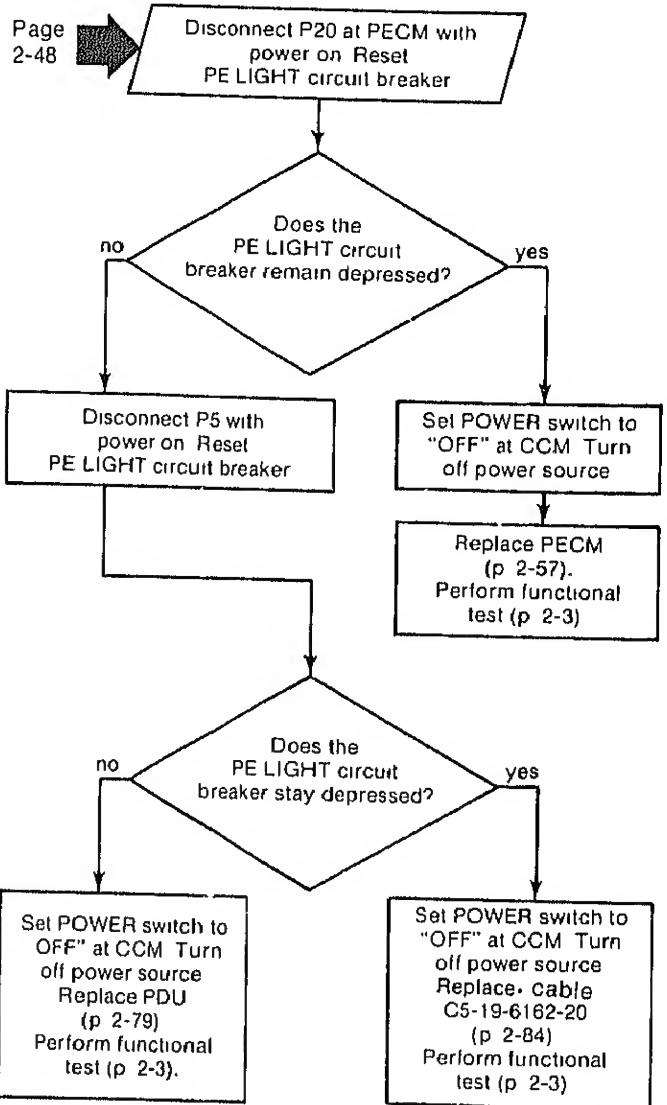 Page
2-48
Disconnect P20 at PECM with
power on Reset
PE LIGHT circuit breaker
Does the
PE LIGHT circuit
breaker remain depressed?
no
yes
Disconnect P5 with
power on Reset
PE LIGHT circuit breaker
Set POWER switch to
"OFF" at CCM Turn
off power source
Replace PECM
(p 2-57).
Perform functional
test (p 2-3)
Does the
PE LIGHT circuit
breaker stay depressed?
no
yes
Set POWER switch to
OFF" at CCM Turn
off power source
Replace PDU
(p 2-79)
Perform functional
test (p 2-3).
Set POWER switch to
"OFF" at CCM Turn
off power source
Replace. cable
C5-19-6162-20
(p 2-84)
Perform functional
test (p 2-3)